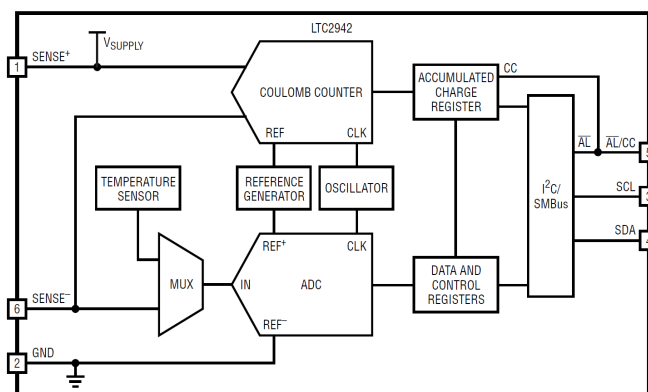 LTC2942
1
SENSE+
VSUPPLY
COULOMB COUNTER
REF
CLK
ACCUMULATED
CHARGE
REGISTER
CC
AL
AL/CC
5
TEMPERATURE
SENSOR
REFERENCE
GENERATOR
OSCILLATOR
I2C/
SMBus
SCL
3
SDA
4
REF+
CLK
MUX
IN
ADC
DATA AND
CONTROL
REGISTERS
6
SENSE–
REF–
2
GND